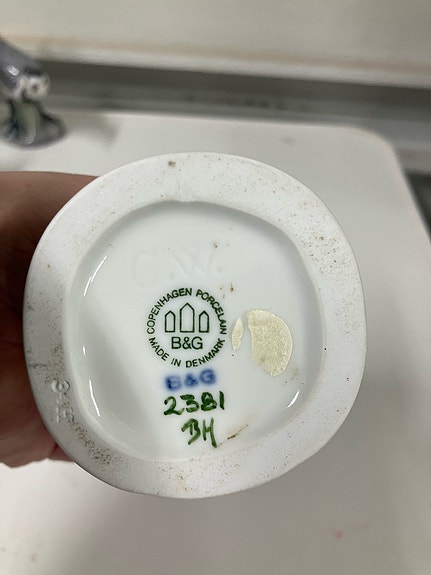 C.W.
COPENHAGEN PORCELAIN
MADE IN DENMARK
B&G
B&G
2381
BH